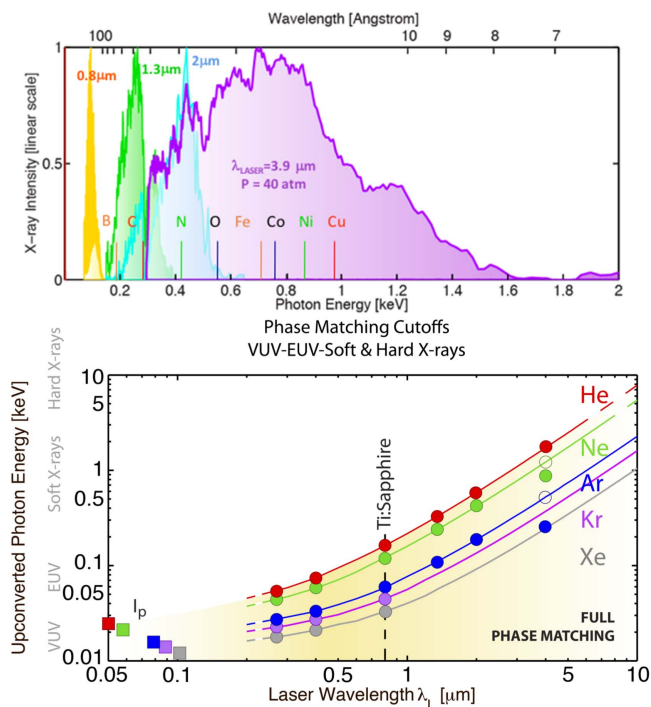 Wavelength [Angstrom]
100 10 9 8 7
1
0.8μm 1.3μm 2μm
X-ray Intensity [linear scale]
0.5
λLASER=3.9 μm
P = 40 atm
B C N O Fe Co Ni Cu
0
0.2 0.4 0.6 0.8 1 1.2 1.4 1.6 1.8 2
Photon Energy [keV]
Phase Matching Cutoffs
VUV-EUV-Soft & Hard X-rays
Upconverted Photon Energy [keV]
VUV EUV Soft X-rays Hard X-rays
10
5
1
0.5
0.1
0.05
0.01
He
Ne
Ar
Kr
Xe
Ti:Sapphire
Ip
FULL
PHASE MATCHING
0.05 0.1 0.5 1 5 10
Laser Wavelength λL [μm]